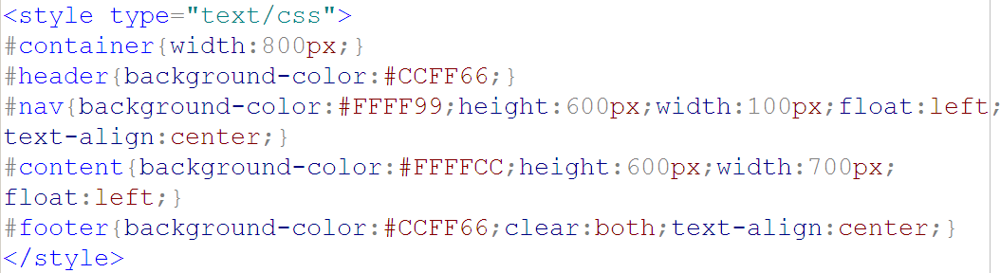 <style type="text/css">
#container{width:800px;}
#header{background-color:#CCFF66;}
#nav{background-color:#FFFF99;height:600px;width:100px;float:left;
text-align:center;}
#content{background-color:#FFFFCC;height:600px;width:700px;
float:left;}
#footer{background-color:#CCFF66;clear:both;text-align:center;}
</style>